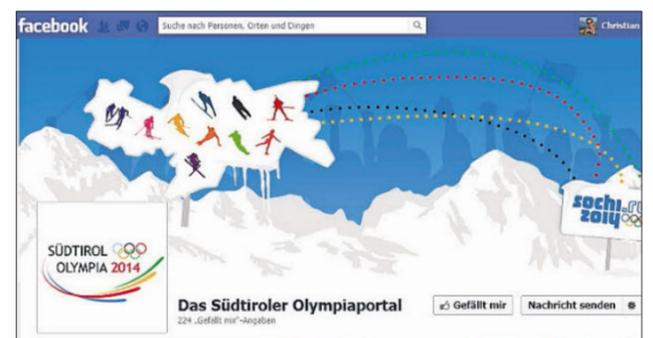 facebook
Suche nach Personen, Orten und Dingen
Christian
sochi.ru
2014
SÜDTIROL
OLYMPIA 2014
Das Südtiroler Olympiaportal
224 „Gefällt mir“-Angaben
Gefällt mir
Nachricht senden